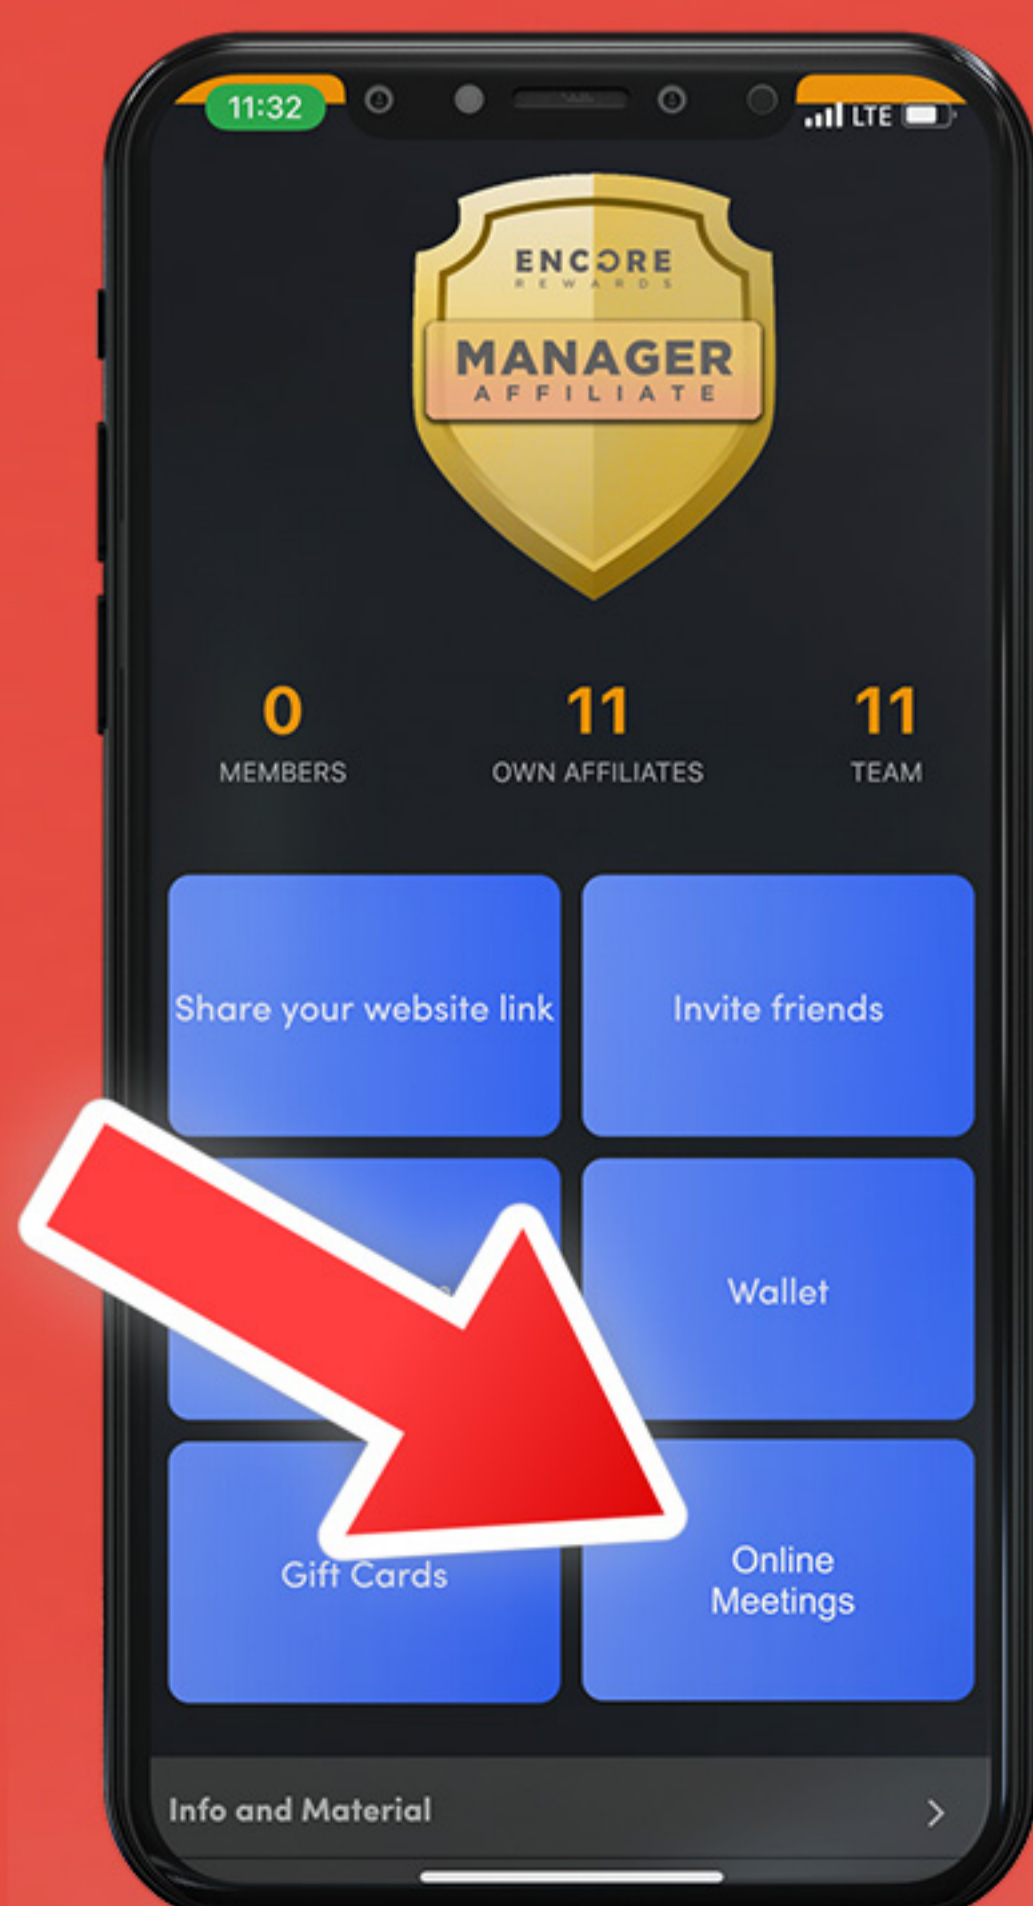 11:32
LTE
ENCORE
REWARDS
MANAGER
AFFILIATE
0
11
11
MEMBERS
OWN AFFILIATES
TEAM
Share your website link
Invite friends
Wallet
Gift Cards
Online
Meetings
Info and Material